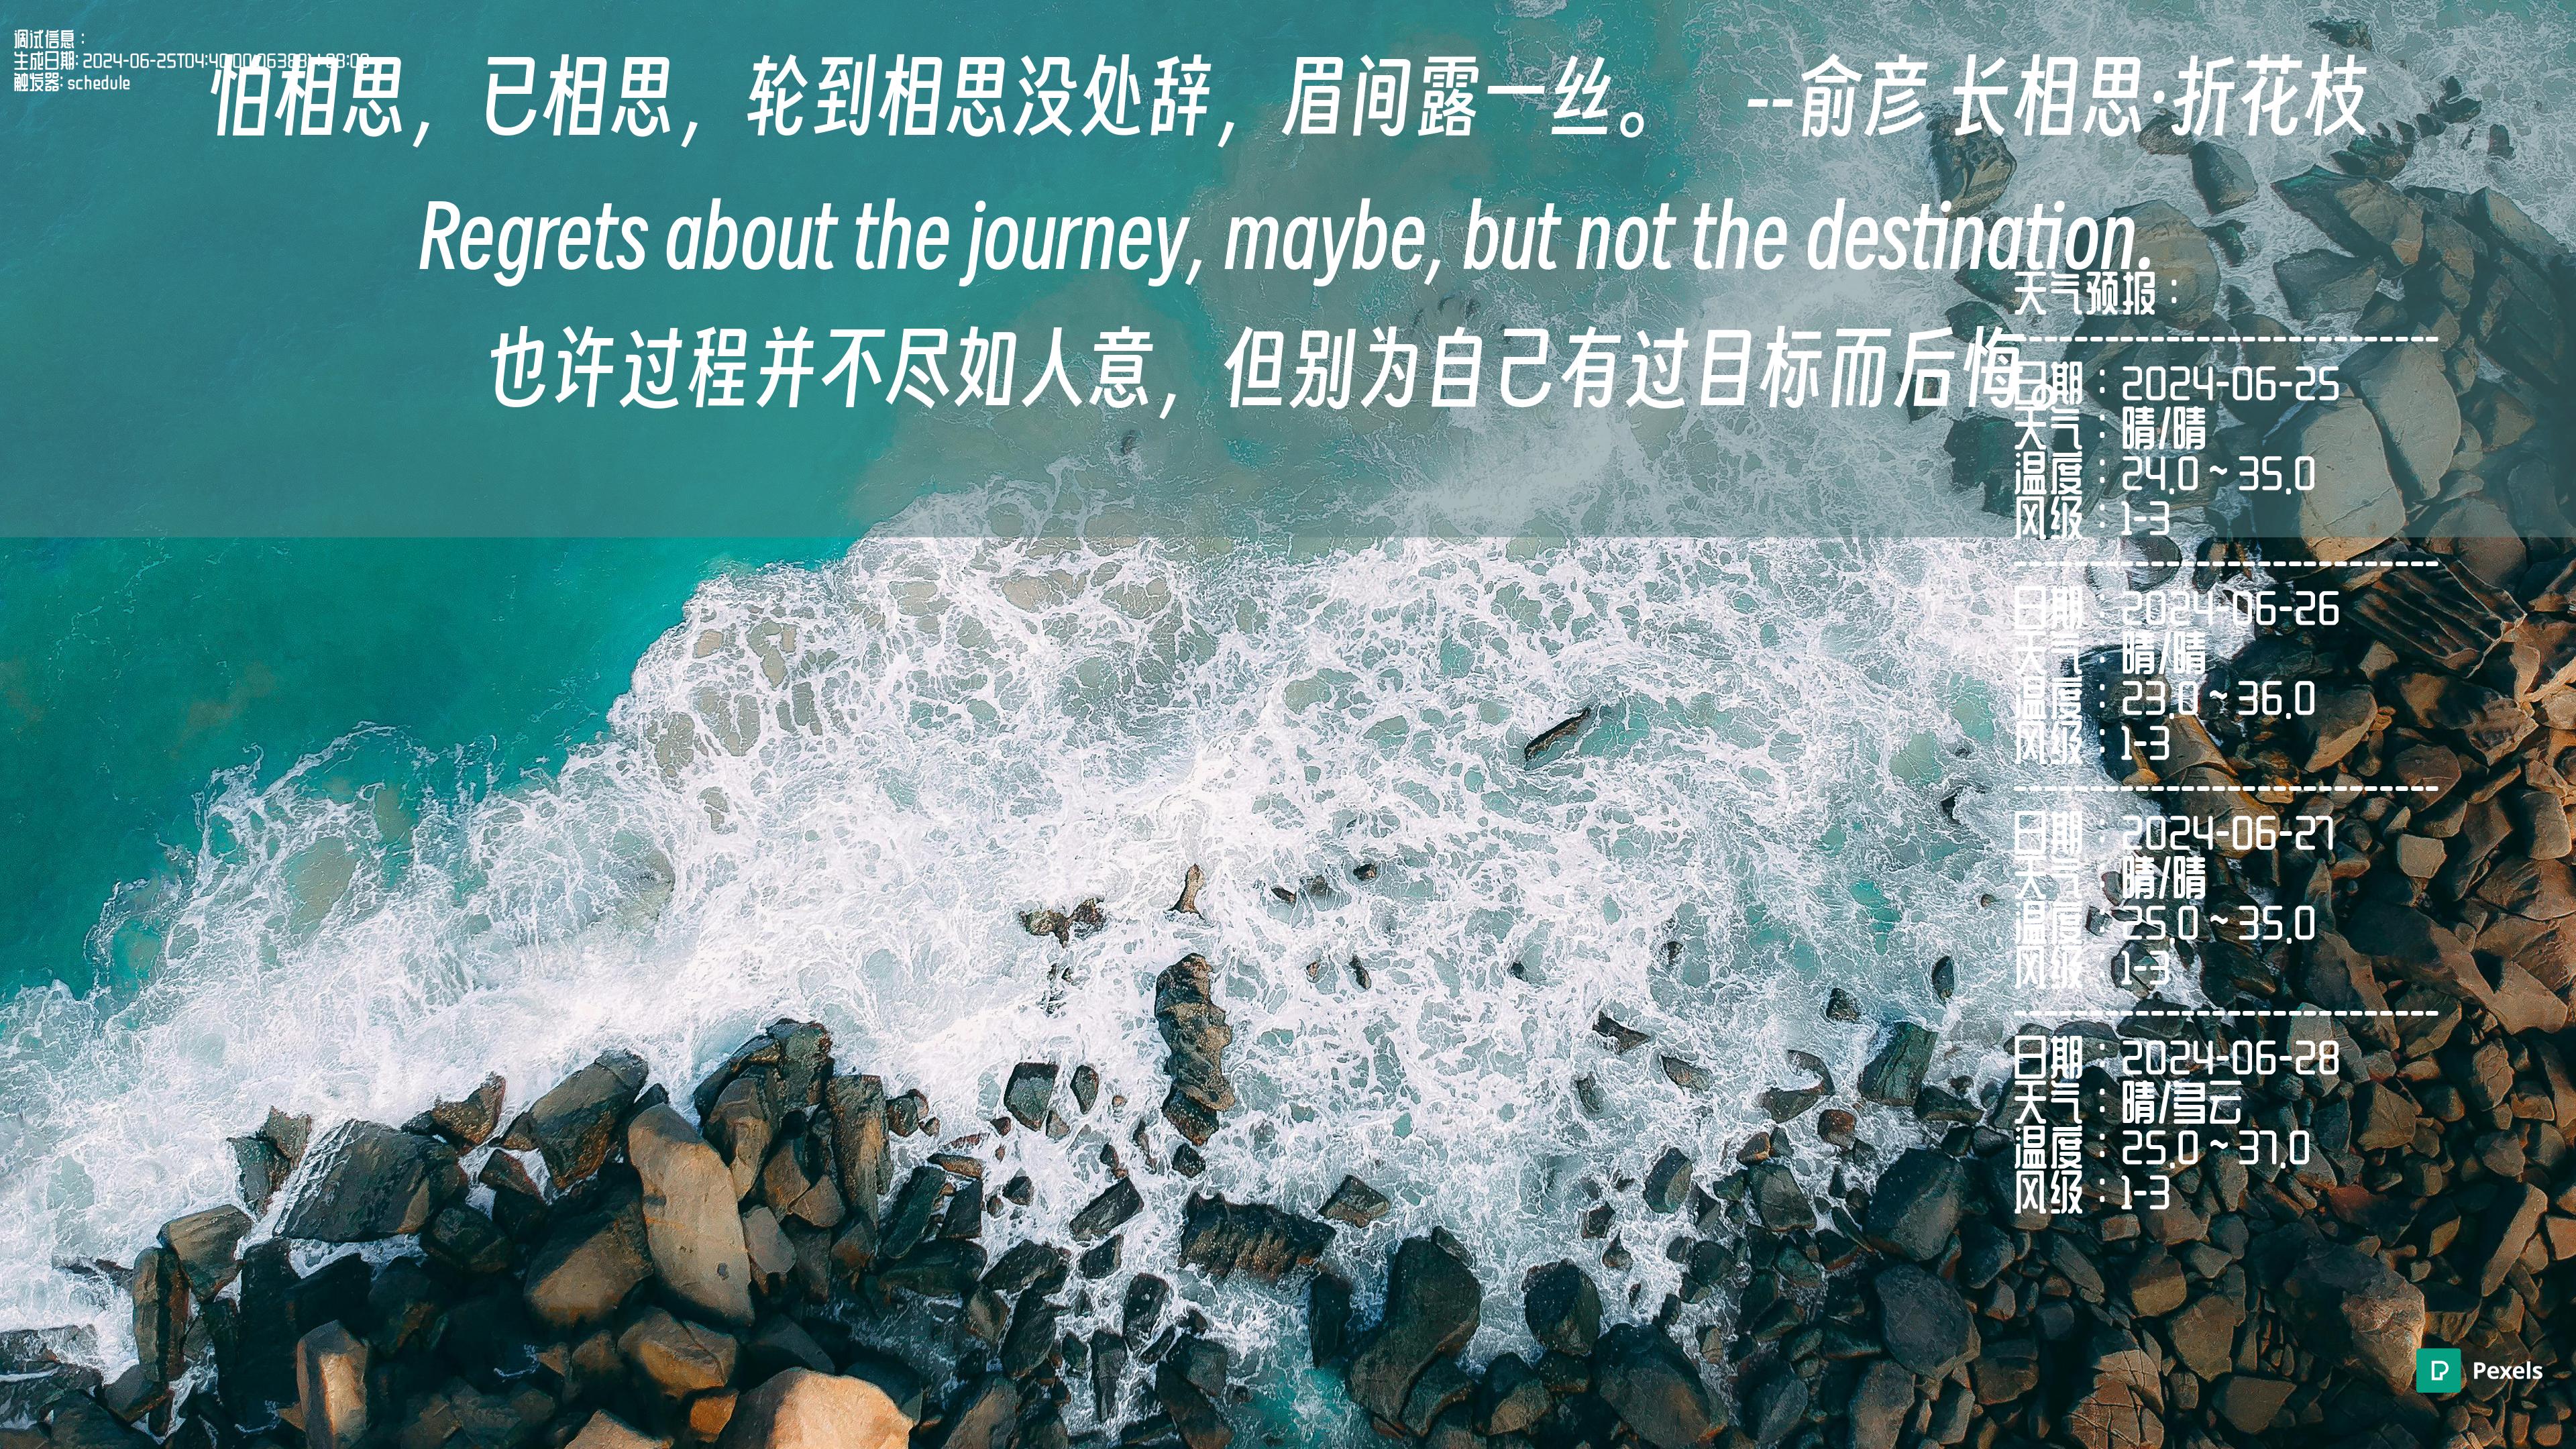 调试信息：
生成日期: 2024-06-25T04:40:00
触发器: schedule
怕相思，已相思，轮到相思没处辞，眉间露一丝。 --俞彦 长相思·折花枝
Regrets about the journey, maybe, but not the destination.
也许过程并不尽如人意，但别为自己有过目标而后悔。
天气预报：
------------------------------
日期：2024-06-25
天气：晴/晴
温度：24.0 ~ 35.0
风级：1-3
------------------------------
日期：2024-06-26
天气：晴/晴
温度：23.0 ~ 36.0
风级：1-3
------------------------------
日期：2024-06-27
天气：晴/晴
温度：25.0 ~ 35.0
风级：1-3
------------------------------
日期：2024-06-28
天气：晴/多云
温度：25.0 ~ 37.0
风级：1-3
Pexels